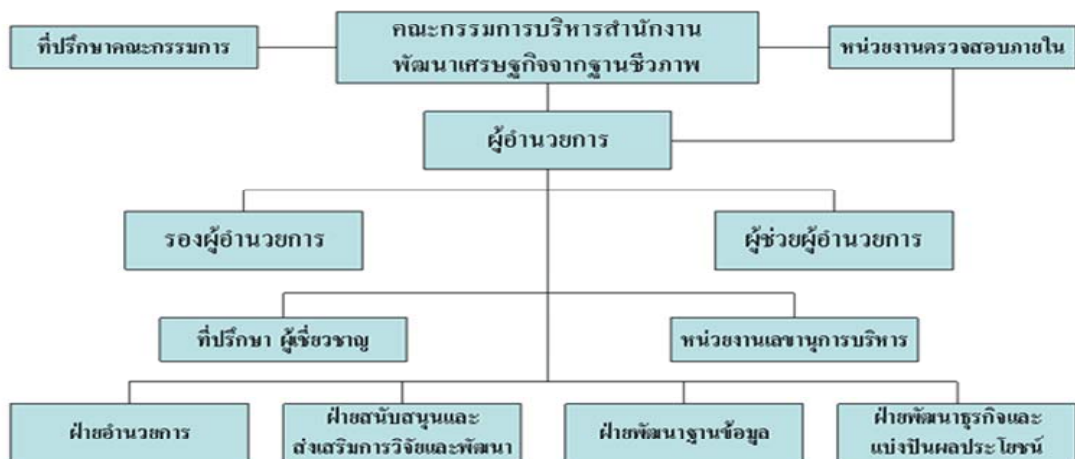 คณะกรรมการบริหารสำนักงาน
พัฒนาเศรษฐกิจจากฐานชีวภาพ
ที่ปรึกษาคณะกรรมการ
หน่วยงานตรวจสอบภายใน
ผู้อำนวยการ
รองผู้อำนวยการ
ผู้ช่วยผู้อำนวยการ
ที่ปรึกษา ผู้เชี่ยวชาญ
หน่วยงานเลขานุการบริหาร
ฝ่ายอำนวยการ
ฝ่ายสนับสนุนและ
ส่งเสริมการวิจัยและพัฒนา
ฝ่ายพัฒนาฐานข้อมูล
ฝ่ายพัฒนาธุรกิจและ
แบ่งปันผลประโยชน์